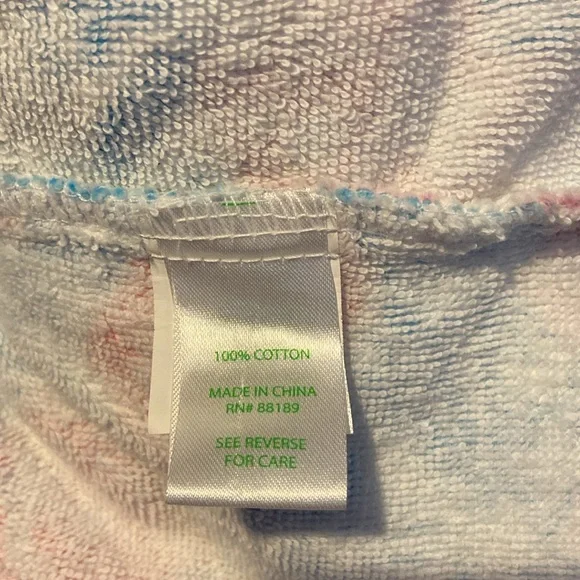 100% COTTON
MADE IN CHINA
RN# 88189
SEE REVERSE
FOR CARE